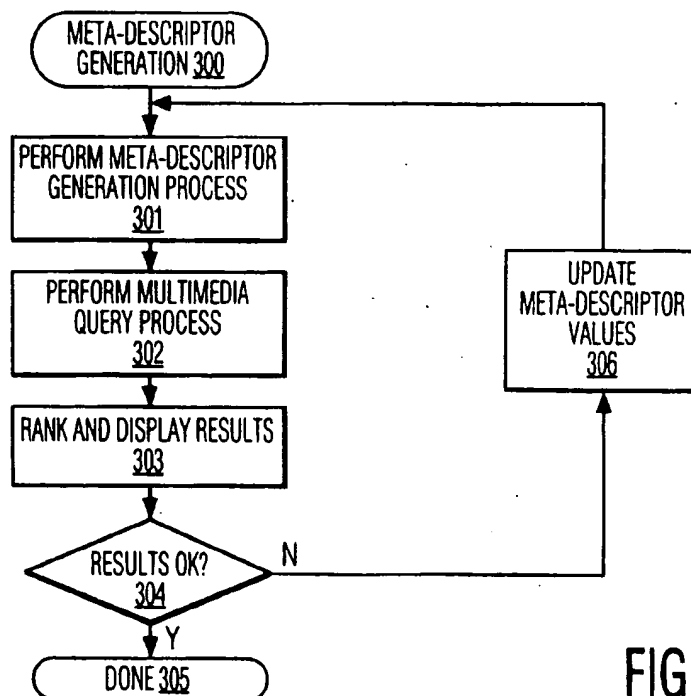 META-DESCRIPTOR
GENERATION 300
PERFORM META-DESCRIPTOR
GENERATION PROCESS
301
PERFORM MULTIMEDIA
QUERY PROCESS
302
RANK AND DISPLAY RESULTS
303
RESULTS OK?
304
N
Y
DONE 305
UPDATE
META-DESCRIPTOR
VALUES
306
FIG